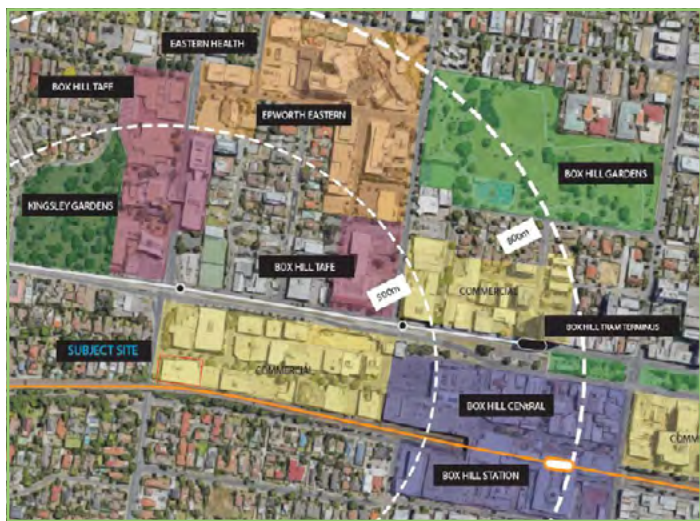 EASTERN HEALTH
BOX HILL TAFE
EPWORTH EASTERN
BOX HILL GARDENS
KINGSLEY GARDENS
BOX HILL TAFE
800m
500m
COMMERCIAL
BOX HILL TRAM TERMINUS
SUBJECT SITE
COMMERCIAL
BOX HILL CENTRAL
COMM
BOX HILL STATION